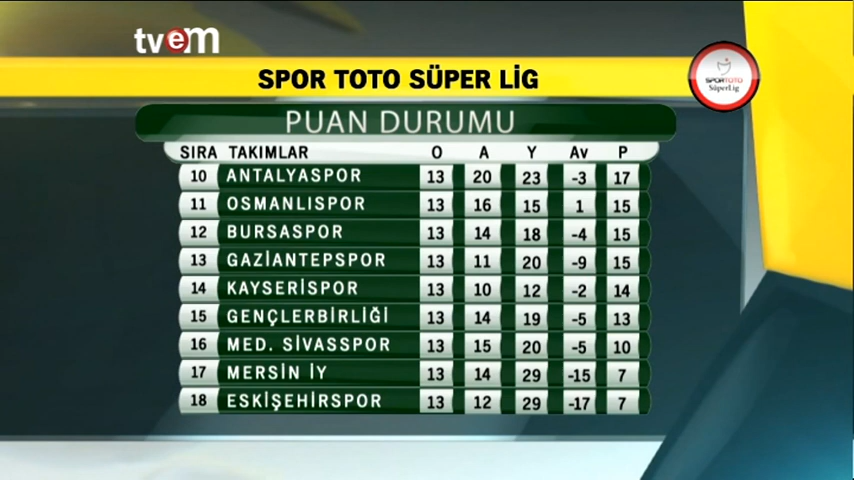 tvem
SPOR TOTO SÜPER LİG
SPORTOTO
SüperLig
PUAN DURUMU
SIRA TAKIMLAR O A Y Av P
10 ANTALYASPOR 13 20 23 -3 17
11 OSMANLISPOR 13 16 15 1 15
12 BURSASPOR 13 14 18 -4 15
13 GAZİANTEPSPOR 13 11 20 -9 15
14 KAYSERİSPOR 13 10 12 -2 14
15 GENÇLERBİRLİĞİ 13 14 19 -5 13
16 MED. SİVASSPOR 13 15 20 -5 10
17 MERSİN İY 13 14 29 -15 7
18 ESKİŞEHİRSPOR 13 12 29 -17 7